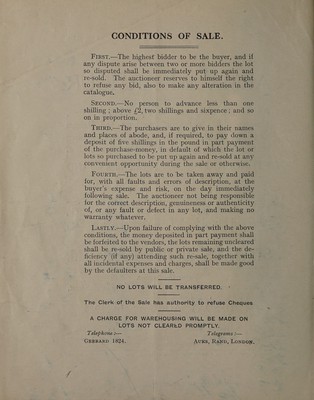 CONDITIONS OF SALE.
FIRST.—The highest bidder to be the buyer, and if
any dispute arise between two or more bidders the lot
so disputed shall be immediately put up again and
re-sold. The auctioneer reserves to himself the right
to refuse any bid, also to make any alteration in the
catalogue.
SECOND.—No person to advance less than one
shilling; above £2, two shillings and sixpence; and so
on in proportion.
THIRD.—The purchasers are to give in their names
and places of abode, and, if required, to pay down a
deposit of five shillings in the pound in part payment
of the purchase-money, in default of which the lot or
lots so purchased to be put up again and re-sold at any
convenient opportunity during the sale or otherwise.
FOURTH.—The lots are to be taken away and paid
for, with all faults and errors of description, at the
buyer's expense and risk, on the day immediately
following sale. The auctioneer not being responsible
for the correct description, genuineness or authenticity
of, or any fault or defect in any lot, and making no
warranty whatever.
LASTLY.—Upon failure of complying with the above
conditions, the money deposited in part payment shall
be forfeited to the vendors, the lots remaining uncleared
shall be re-sold by public or private sale, and the de-
ficiency (if any) attending such re-sale, together with
all incidental expenses and charges, shall be made good
by the defaulters at this sale.
NO LOTS WILL BE TRANSFERRED.
The Clerk of the Sale has authority to refuse Cheques
A CHARGE FOR WAREHOUSING WILL BE MADE ON
LOTS NOT CLEARED PROMPTLY.
Telephone:— Telegrams:—
GERRARD 1824. AURS, RAND, LONDON.